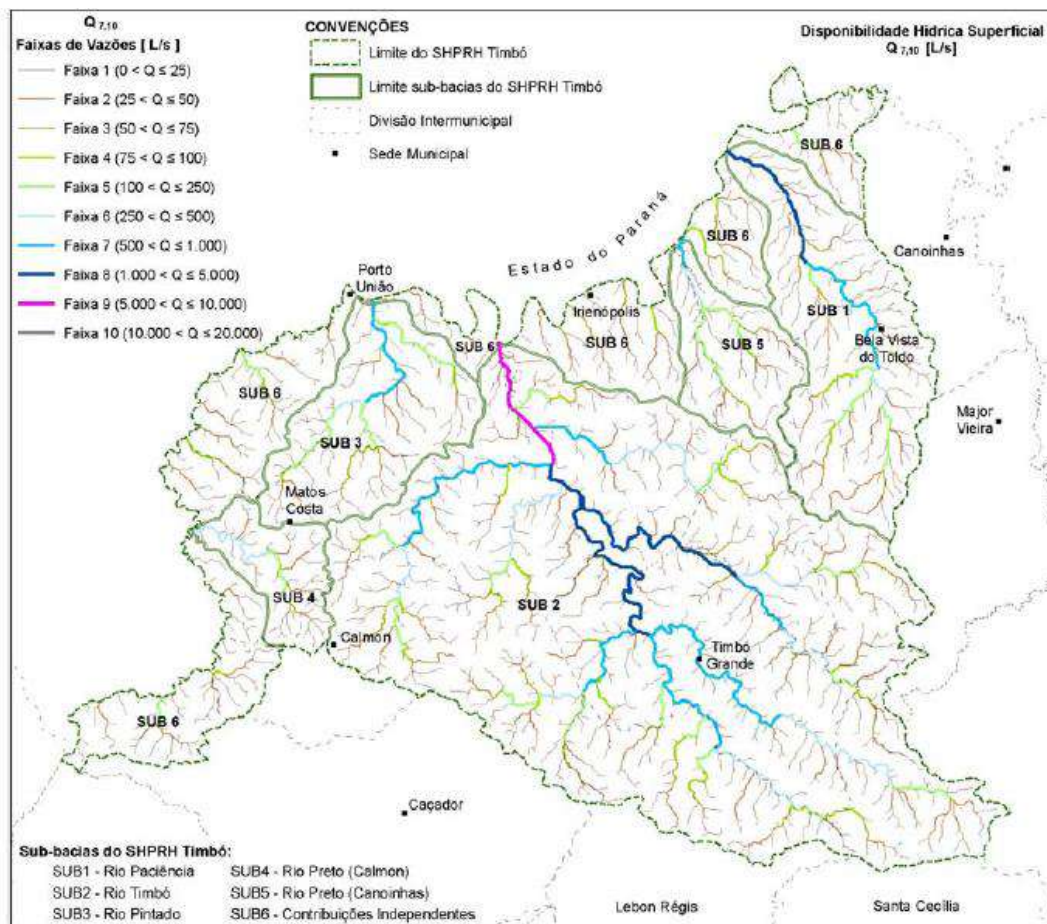 Q 7,10
Faixas de Vazões [ L/s ]
Faixa 1 (0 < Q ≤ 25)
Faixa 2 (25 < Q ≤ 50)
Faixa 3 (50 < Q ≤ 75)
Faixa 4 (75 < Q ≤ 100)
Faixa 5 (100 < Q ≤ 250)
Faixa 6 (250 < Q ≤ 500)
Faixa 7 (500 < Q ≤ 1.000)
Faixa 8 (1.000 < Q ≤ 5.000)
Faixa 9 (5.000 < Q ≤ 10.000)
Faixa 10 (10.000 < Q ≤ 20.000)
CONVENÇÕES
Limite do SHPRH Timbó
Limite sub-bacias do SHPRH Timbó
Divisão Intermunicipal
Sede Municipal
Disponibilidade Hídrica Superficial
Q 7,10 [L/s]
SUB 6
Canoinhas
SUB 6
Estado do Paraná
Porto
União
Irienópolis
SUB 1
Bela Vista
do Toldo
SUB 6
SUB 6
SUB 5
SUB 6
Major
Vieira
SUB 3
Matos
Costa
SUB 4
SUB 2
Calmon
Timbó
Grande
SUB 6
Caçador
Sub-bacias do SHPRH Timbó:
SUB1 - Rio Paciência
SUB2 - Rio Timbó
SUB3 - Rio Pintado
SUB4 - Rio Preto (Calmon)
SUB5 - Rio Preto (Canoinhas)
SUB6 - Contribuições Independentes
Lebon Régis
Santa Cecília